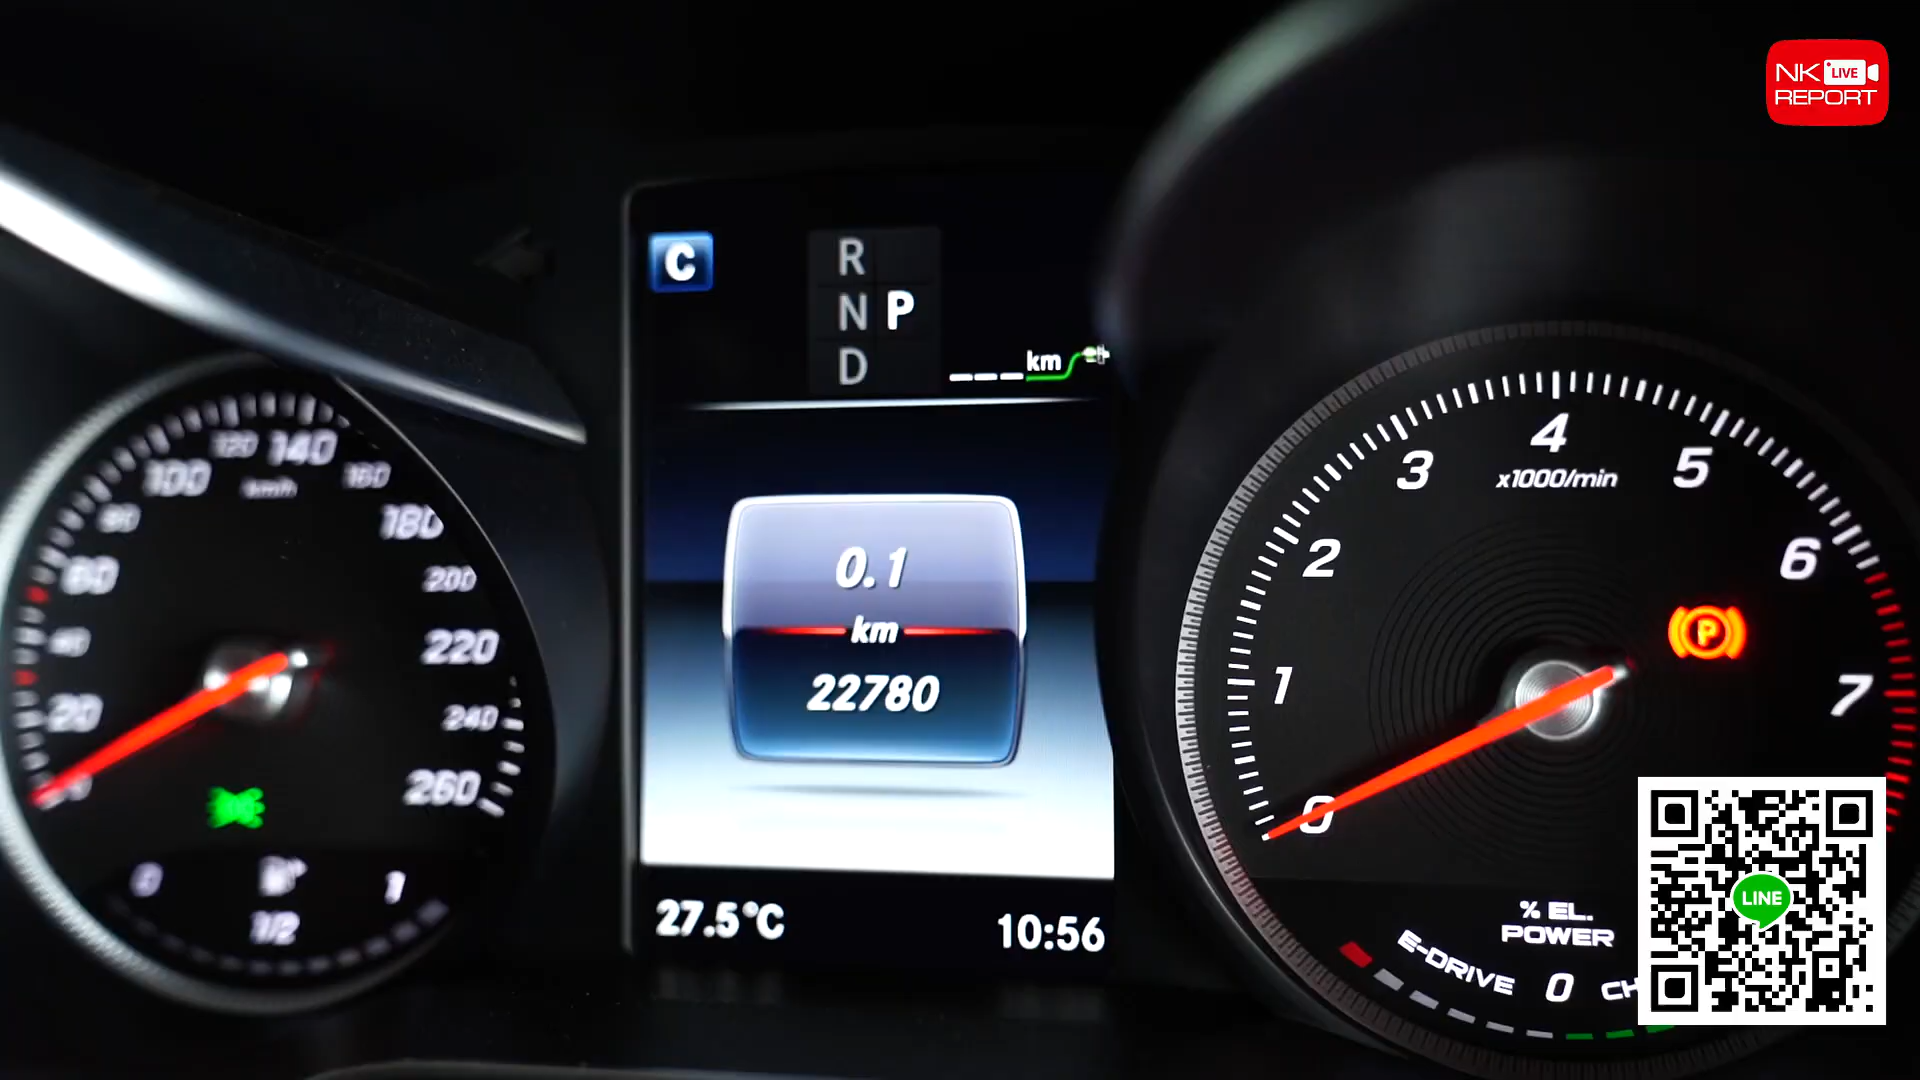 NK LIVE
REPORT
C
R
N P
D
--- km
0.1
km
22780
27.5°C
10:56
20
40
60
80
100
120
140
160
180
200
220
240
260
km/h
0
1/2
1
0
1
2
3
4
5
6
7
x1000/min
P
% EL.
POWER
E-DRIVE 0
LINE